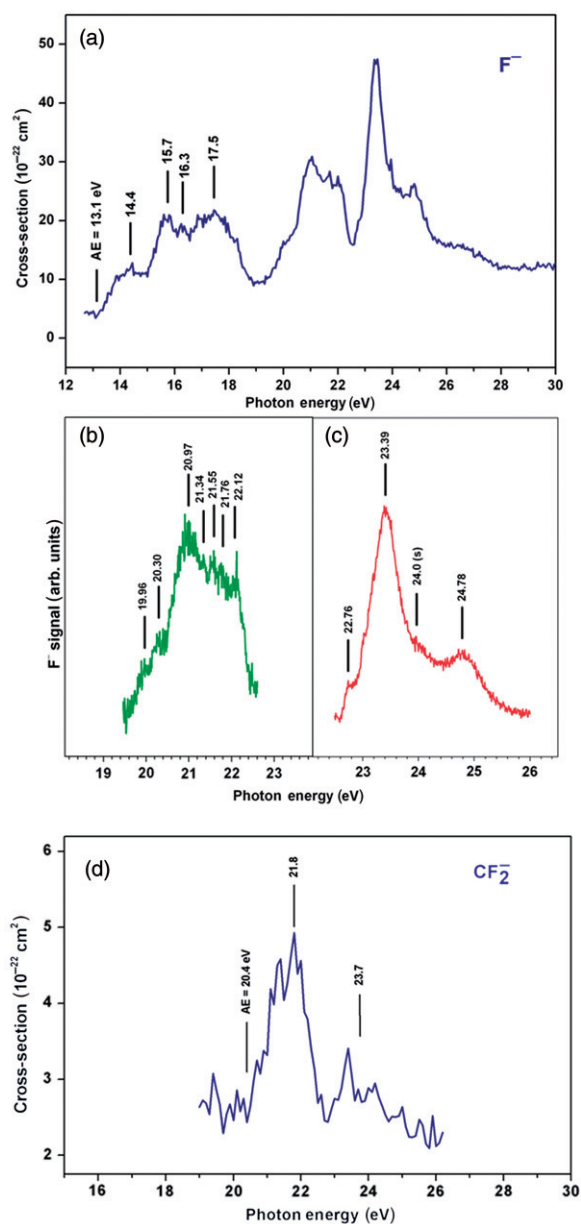 (a)
F⁻
Cross-section (10⁻²² cm²)
50
40
30
20
10
0
AE = 13.1 eV
14.4
15.7
16.3
17.5
12 14 16 18 20 22 24 26 28 30
Photon energy (eV)
(b)
F⁻ signal (arb. units)
19.96
20.30
20.97
21.34
21.55
21.76
22.12
19 20 21 22 23
(c)
22.76
23.39
24.0 (s)
24.78
23 24 25 26
Photon energy (eV)
(d)
CF₂⁻
Cross-section (10⁻²² cm²)
6
5
4
3
2
AE = 20.4 eV
21.8
23.7
16 18 20 22 24 26 28 30
Photon energy (eV)